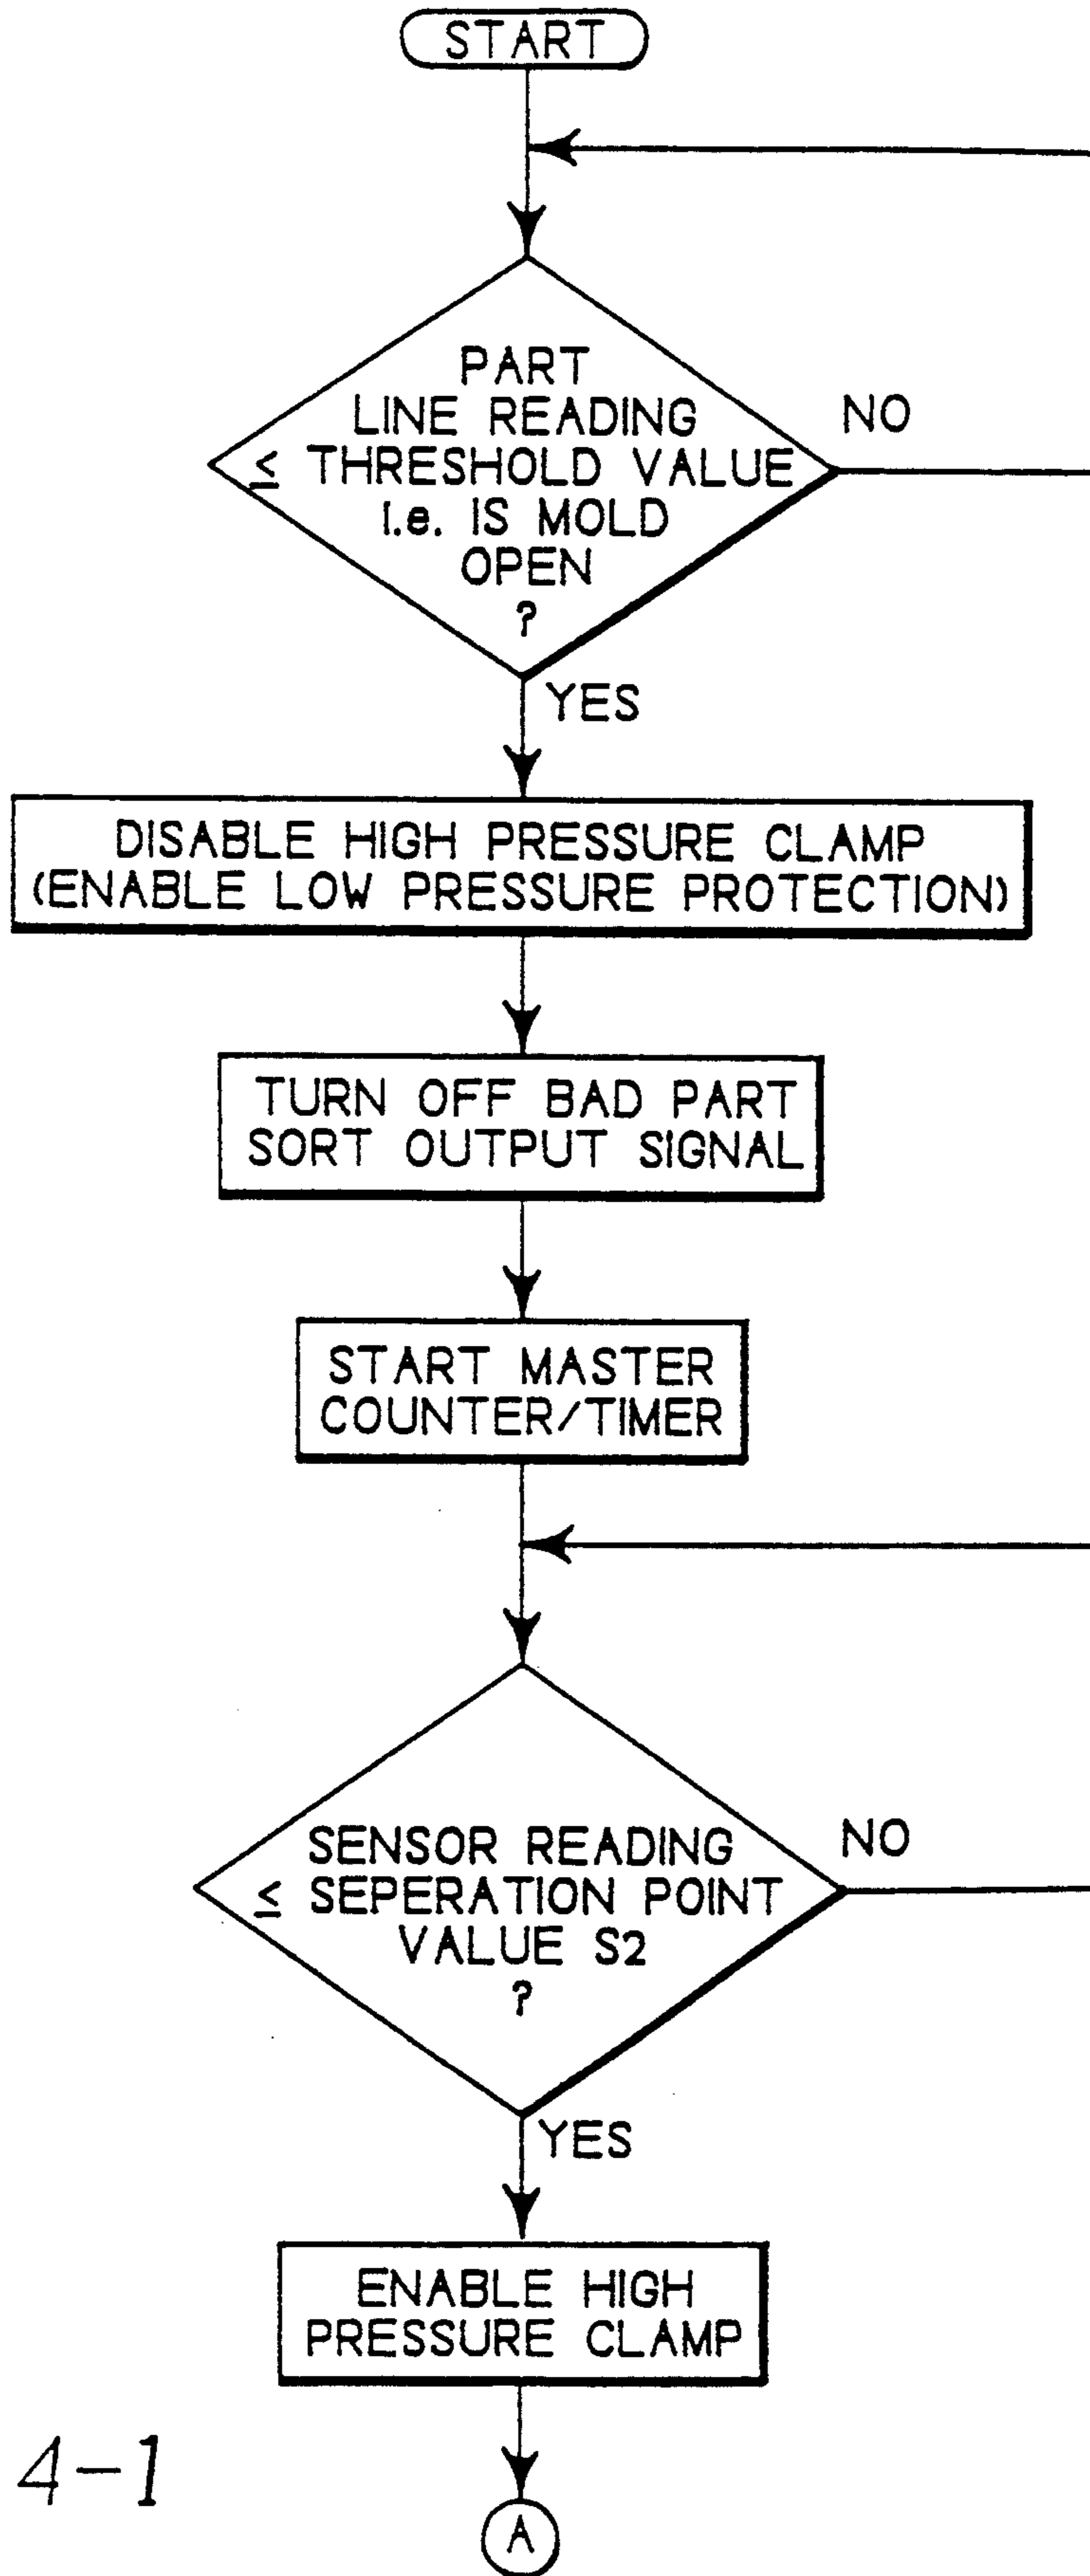 START
PART
LINE READING
≤ THRESHOLD VALUE
i.e. IS MOLD
OPEN
?
NO
YES
DISABLE HIGH PRESSURE CLAMP
(ENABLE LOW PRESSURE PROTECTION)
TURN OFF BAD PART
SORT OUTPUT SIGNAL
START MASTER
COUNTER/TIMER
SENSOR READING
≤ SEPERATION POINT
VALUE S2
?
NO
YES
ENABLE HIGH
PRESSURE CLAMP
A
4-1